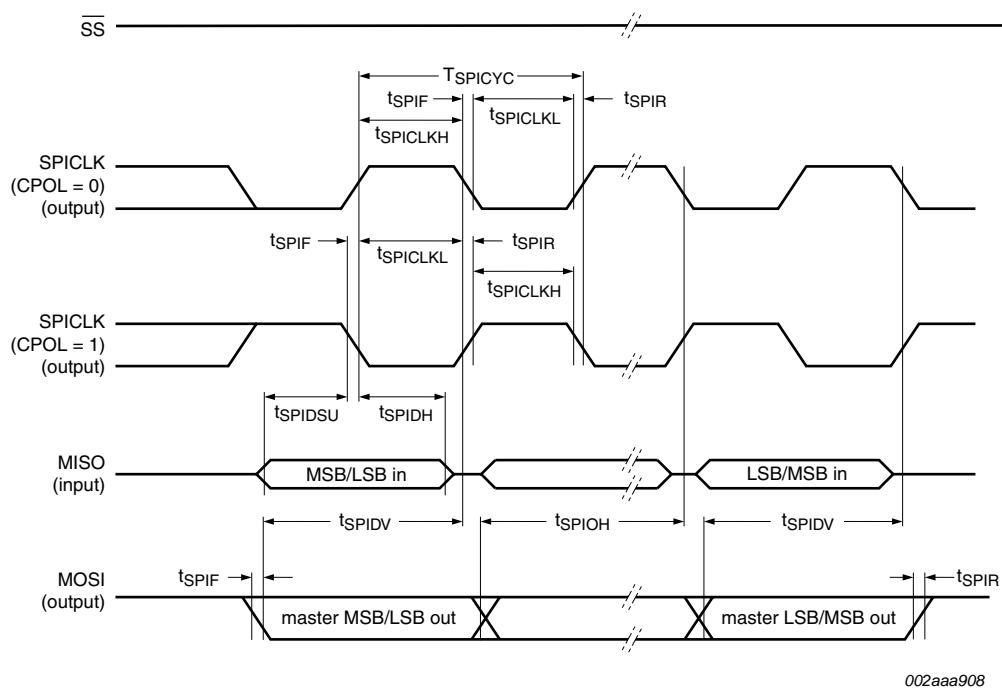 SS
TSPICYC
tSPIF
tSPICLKL
tSPIR
tSPICLKH
SPICLK
(CPOL = 0)
(output)
tSPIF
tSPICLKL
tSPIR
tSPICLKH
SPICLK
(CPOL = 1)
(output)
tSPIDSU
tSPIDH
MISO
(input)
MSB/LSB in
LSB/MSB in
tSPIDV
tSPIOH
tSPIDV
MOSI
(output)
tSPIF
tSPIR
master MSB/LSB out
master LSB/MSB out
002aaa908